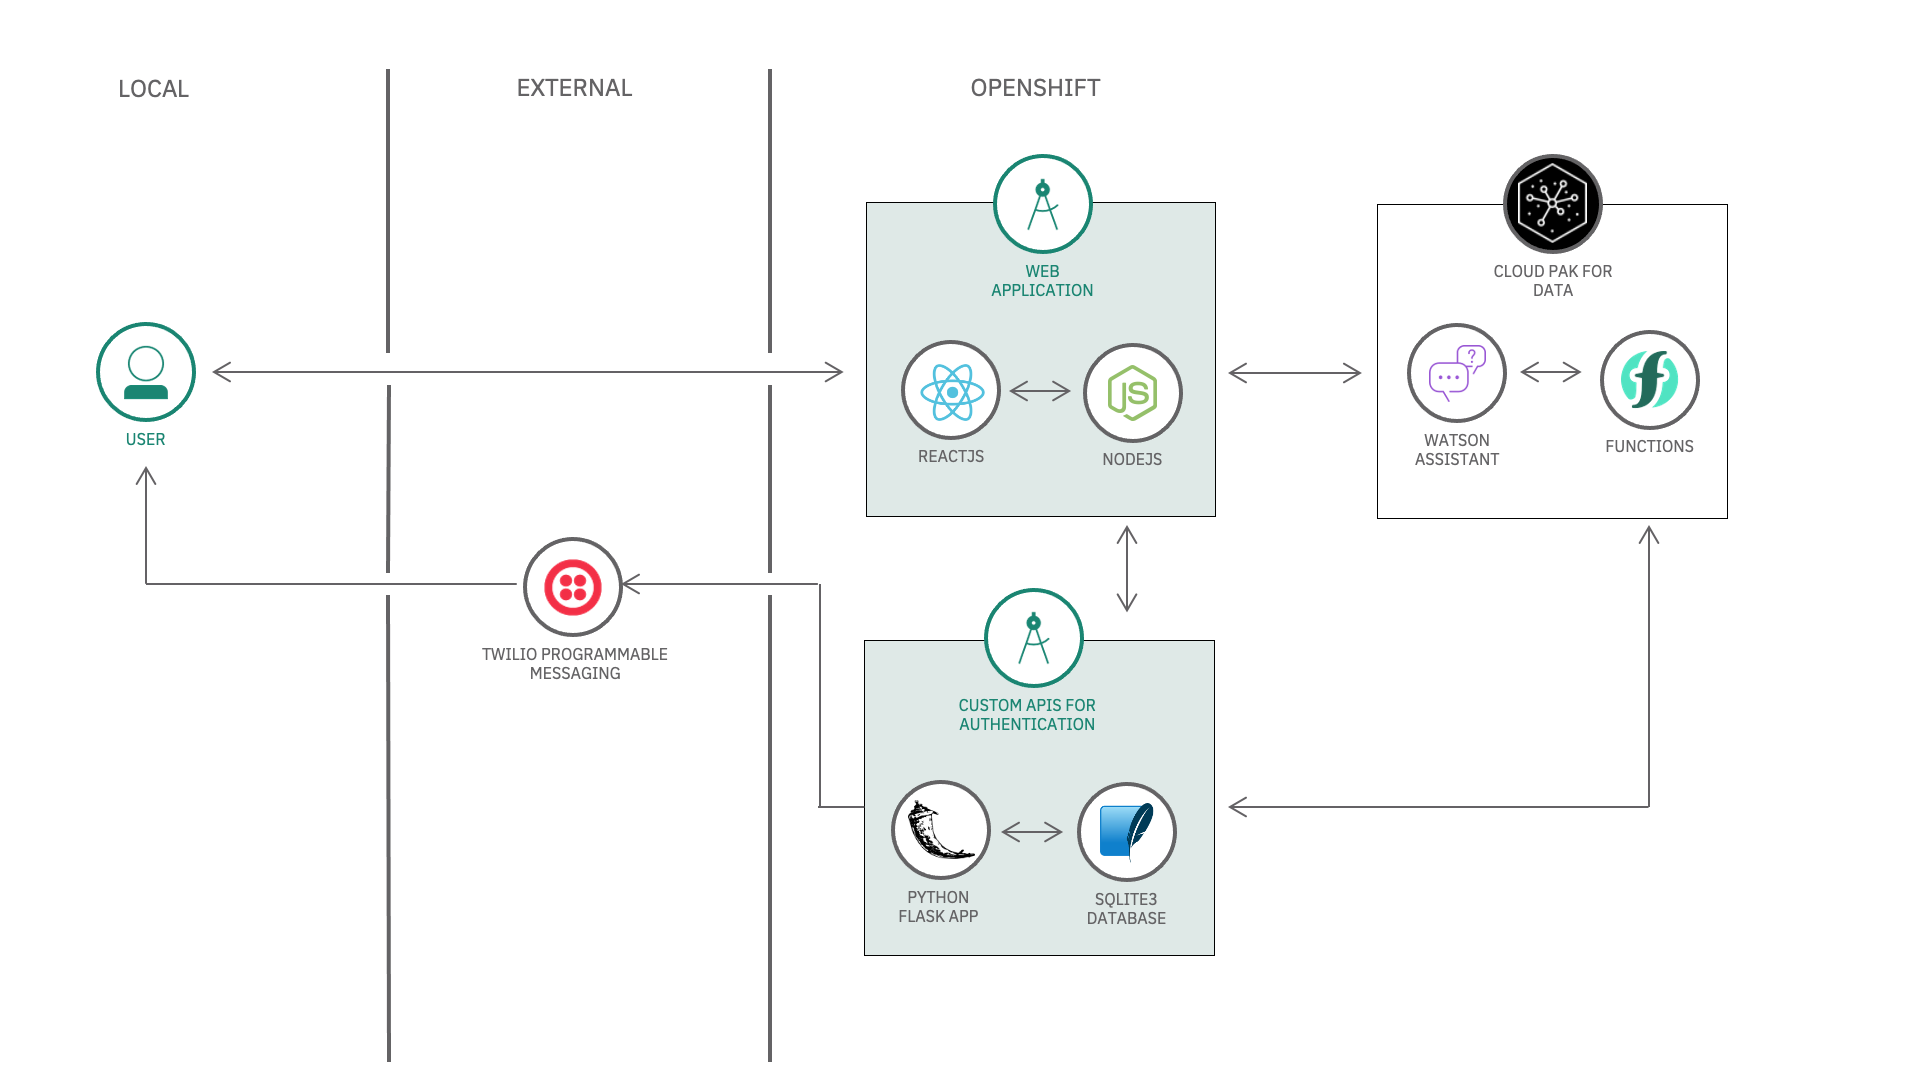 LOCAL
EXTERNAL
OPENSHIFT
WEB
APPLICATION
CLOUD PAK FOR
DATA
?
JS
USER
REACTJS
NODEJS
WATSON
ASSISTANT
FUNCTIONS
TWILIO PROGRAMMABLE
MESSAGING
CUSTOM APIS FOR
AUTHENTICATION
PYTHON
FLASK APP
SQLITE3
DATABASE